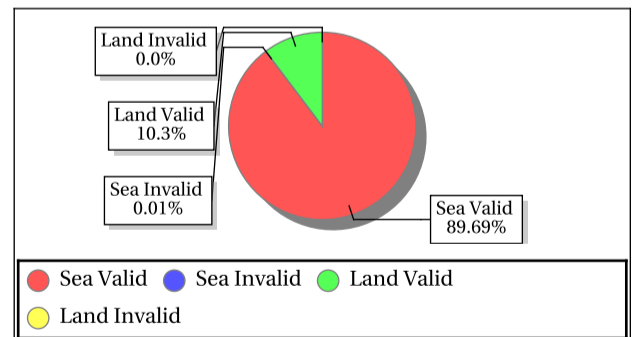 Land Invalid
0.0%
Land Valid
10.3%
Sea Invalid
0.01%
Sea Valid
89.69%
Sea Valid Sea Invalid Land Valid
Land Invalid